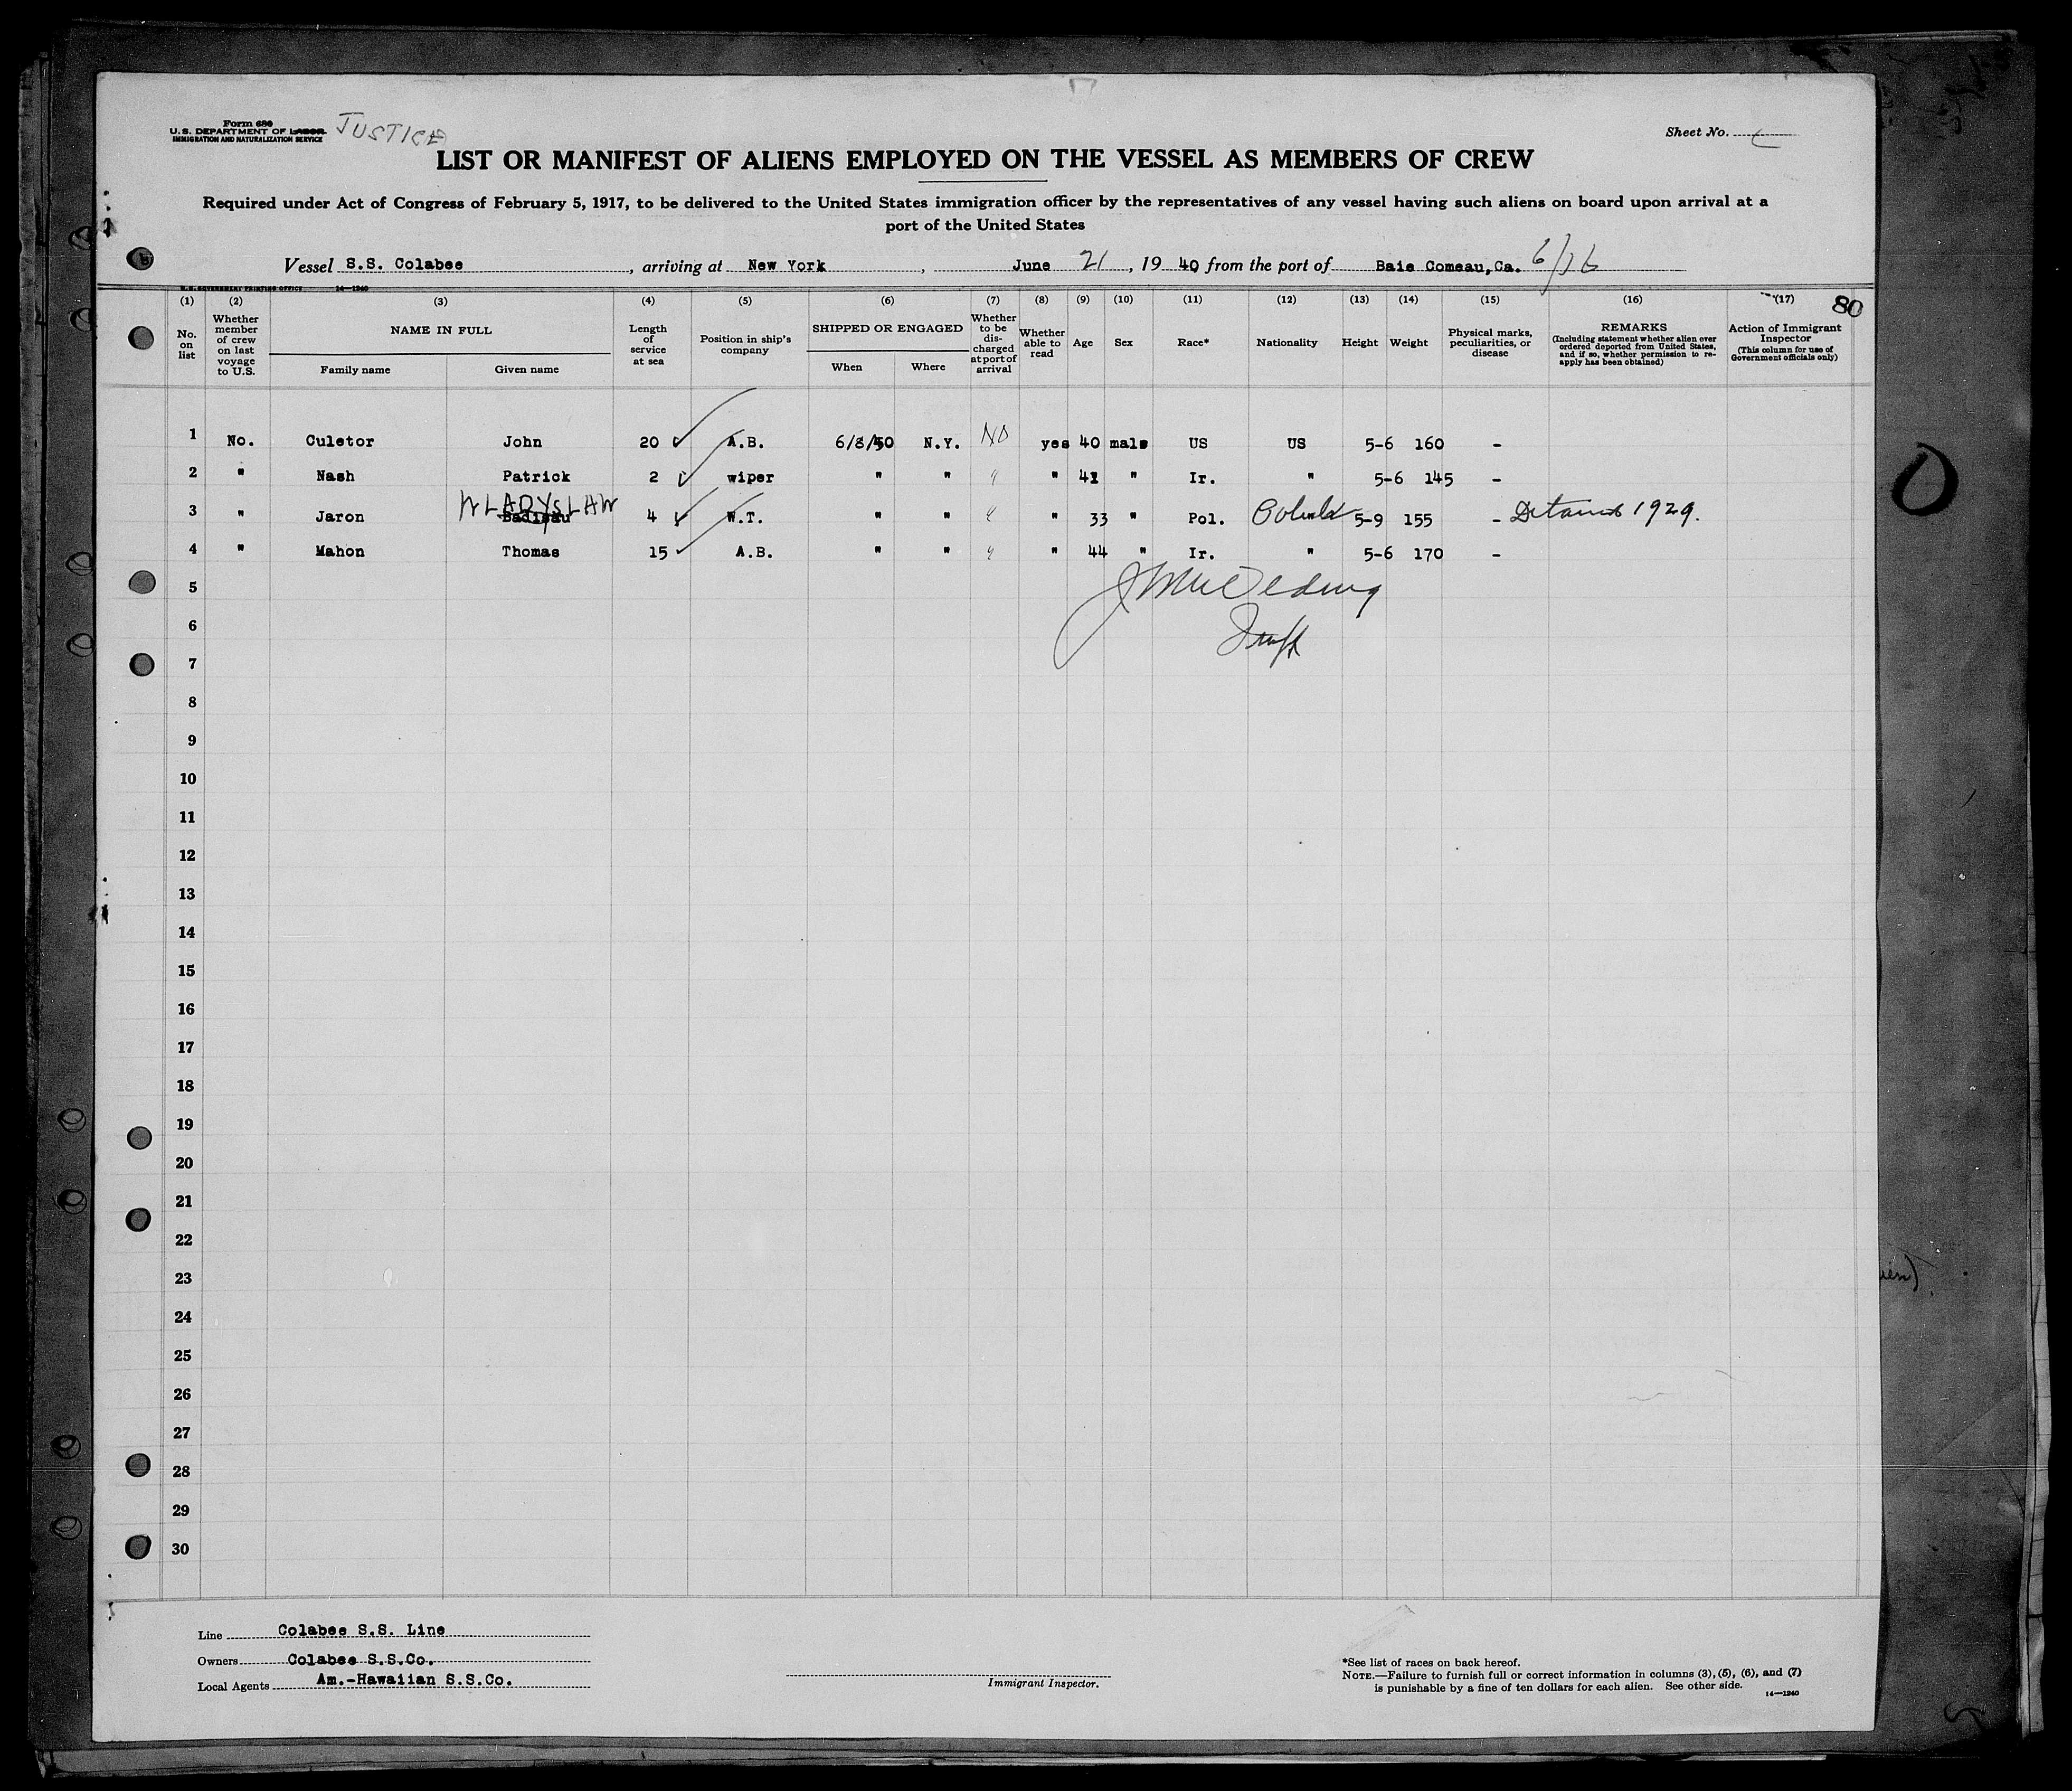 Form 680
U. S. DEPARTMENT OF LABOR JUSTICE
IMMIGRATION AND NATURALIZATION SERVICE
Sheet No.
LIST OR MANIFEST OF ALIENS EMPLOYED ON THE VESSEL AS MEMBERS OF CREW
Required under Act of Congress of February 5, 1917, to be delivered to the United States immigration officer by the representatives of any vessel having such aliens on board upon arrival at a
port of the United States
Vessel S.S. Colabee, arriving at New York, June 21, 1940 from the port of Baie Comeau, Ca. 6/16
U.S. GOVERNMENT PRINTING OFFICE 14—1240
80
(1) No. on list
(2) Whether member of crew on last voyage to U.S.
(3) NAME IN FULL
Family name Given name
(4) Length of service at sea
(5) Position in ship's company
(6) SHIPPED OR ENGAGED
When Where
(7) Whether to be discharged at port of arrival
(8) Whether able to read
(9) Age
(10) Sex
(11) Race*
(12) Nationality
(13) Height
(14) Weight
(15) Physical marks, peculiarities, or disease
(16) REMARKS (Including statement whether alien ever ordered deported from United States, and if so, whether permission to reapply has been obtained)
(17) Action of Immigrant Inspector (This column for use of Government officials only)
1 No. Culetor John 20 A.B. 6/8/40 N.Y. NO yes 40 male US US 5-6 160 -
2 " Nash Patrick 2 wiper " " " " 41 " Ir. " 5-6 145 -
WLADYSLAW
3 " Jaron 4 W.T. " " " " 33 " Pol. Poland 5-9 155 - 1929.
4 " Mahon Thomas 15 A.B. " " " " 44 " Ir. " 5-6 170 -
5
6
7
8
9
10
11
12
13
14
15
16
17
18
19
20
21
22
23
24
25
26
27
28
29
30
Line Colabee S.S. Line
Owners Colabee S.S.Co.
Local Agents Am.-Hawaiian S.S.Co.
Immigrant Inspector.
*See list of races on back hereof.
NOTE.—Failure to furnish full or correct information in columns (3), (5), (6), and (7)
is punishable by a fine of ten dollars for each alien. See other side.
14—1240